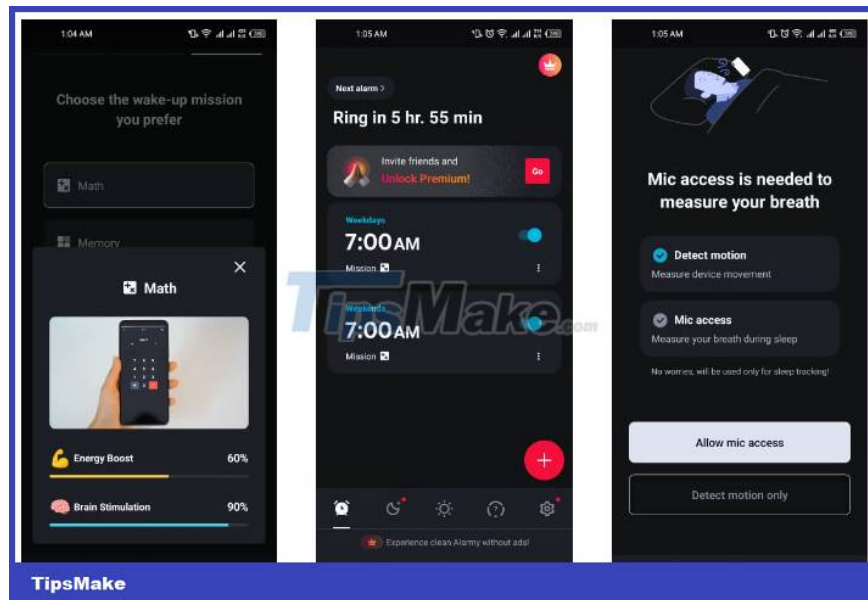 1:04 AM
Choose the wake-up mission
you prefer
Math
Memory
Math
Energy Boost 60%
Brain Stimulation 90%
1:05 AM
Next alarm >
Ring in 5 hr. 55 min
Invite friends and
Unlock Premium!
Go
Weekdays
7:00 AM
Mission
Weekends
7:00 AM
Mission
Experience clean Alarmy without ads!
1:05 AM
Mic access is needed to
measure your breath
Detect motion
Measure device movement
Mic access
Measure your breath during sleep
No worries, will be used only for sleep tracking!
Allow mic access
Detect motion only
TipsMake.com
TipsMake